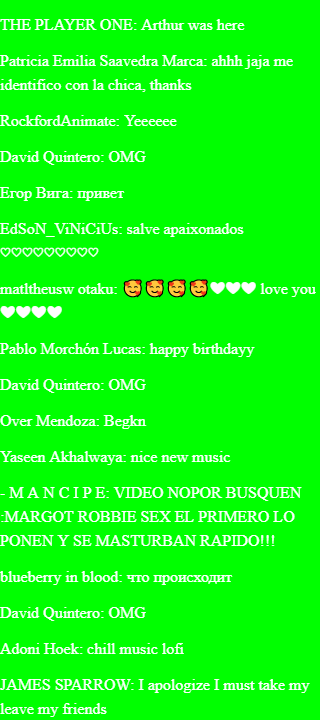 THE PLAYER ONE: Arthur was here
Patricia Emilia Saavedra Marca: ahhh jaja me
identifico con la chica, thanks
RockfordAnimate: Yeeeeee
David Quintero: OMG
Егор Вига: привет
EdSoN_ViNiCiUs: salve apaixonados
♡♡♡♡♡♡♡♡♡
matltheusw otaku: 🥰🥰🥰🥰🤍🤍🤍 love you
🤍🤍🤍🤍
Pablo Morchón Lucas: happy birthdayy
David Quintero: OMG
Over Mendoza: Begkn
Yaseen Akhalwaya: nice new music
- M A N C I P E: VIDEO NOPOR BUSQUEN
:MARGOT ROBBIE SEX EL PRIMERO LO
PONEN Y SE MASTURBAN RAPIDO!!!
blueberry in blood: что происходит
David Quintero: OMG
Adoni Hoek: chill music lofi
JAMES SPARROW: I apologize I must take my
leave my friends